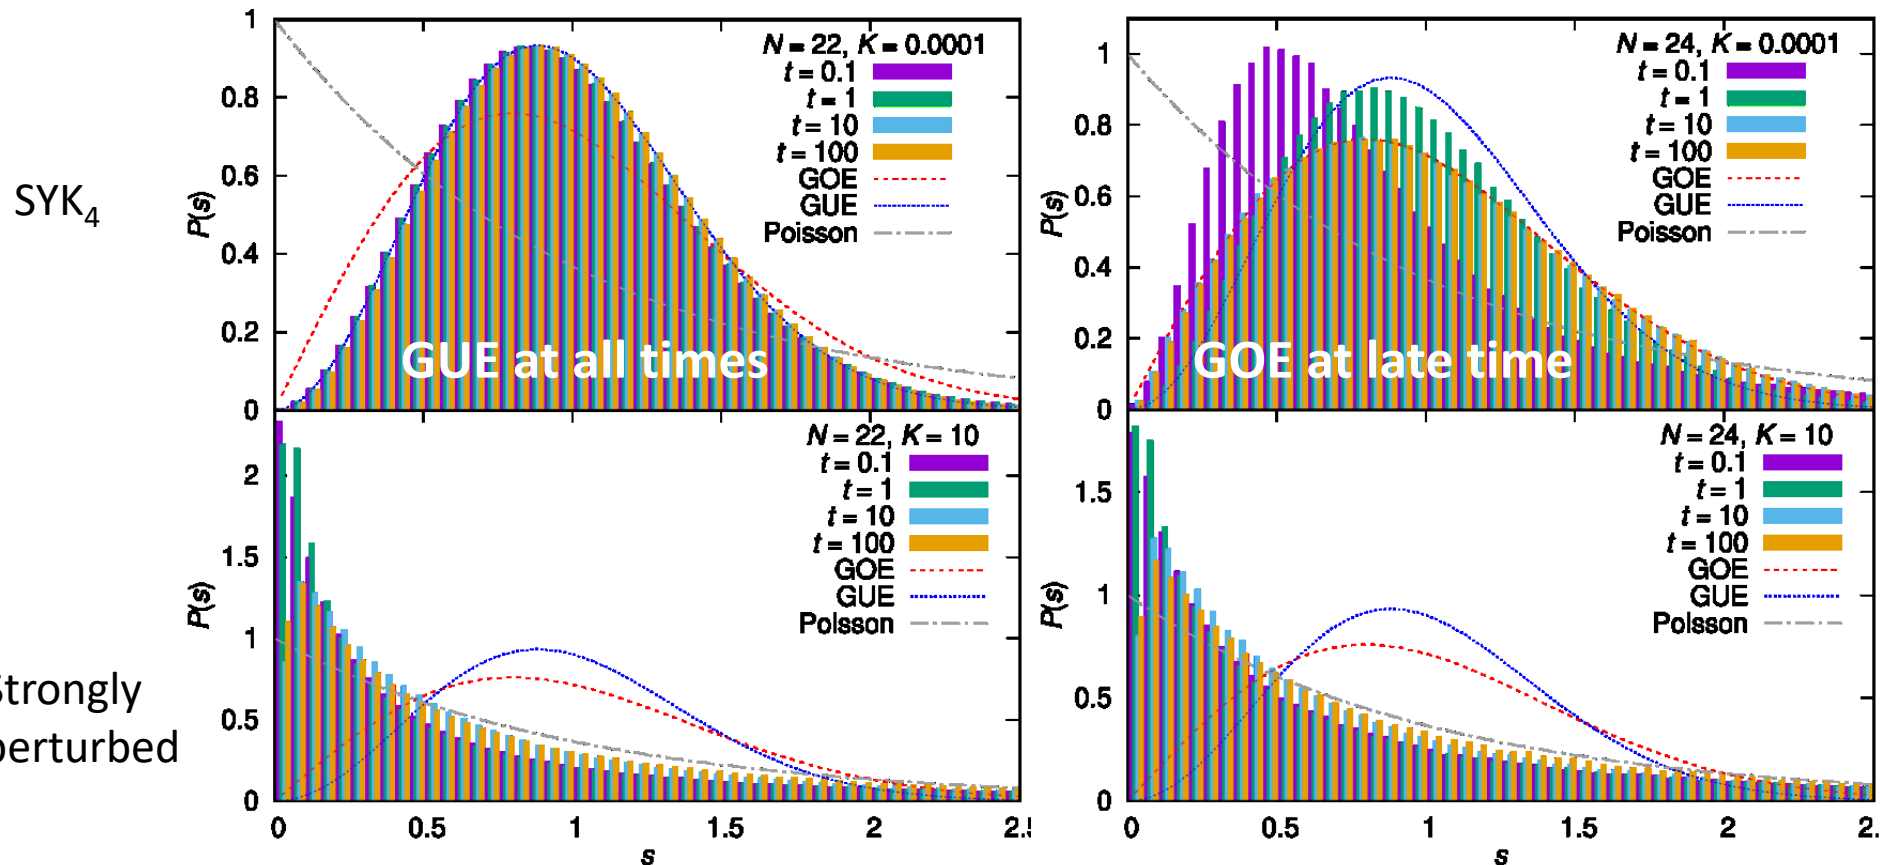 SYK₄
P(s)
1
0.8
0.6
0.4
0.2
0
N = 22, K = 0.0001
t = 0.1
t = 1
t = 10
t = 100
GOE
GUE
Poisson
GUE at all times
P(s)
1
0.8
0.6
0.4
0.2
0
N = 24, K = 0.0001
t = 0.1
t = 1
t = 10
t = 100
GOE
GUE
Poisson
GOE at late time
Strongly
perturbed
P(s)
2
1.5
1
0.5
0
N = 22, K = 10
t = 0.1
t = 1
t = 10
t = 100
GOE
GUE
Poisson
0 0.5 1 1.5 2 2.5
s
P(s)
1.5
1
0.5
0
N = 24, K = 10
t = 0.1
t = 1
t = 10
t = 100
GOE
GUE
Poisson
0 0.5 1 1.5 2 2.
s